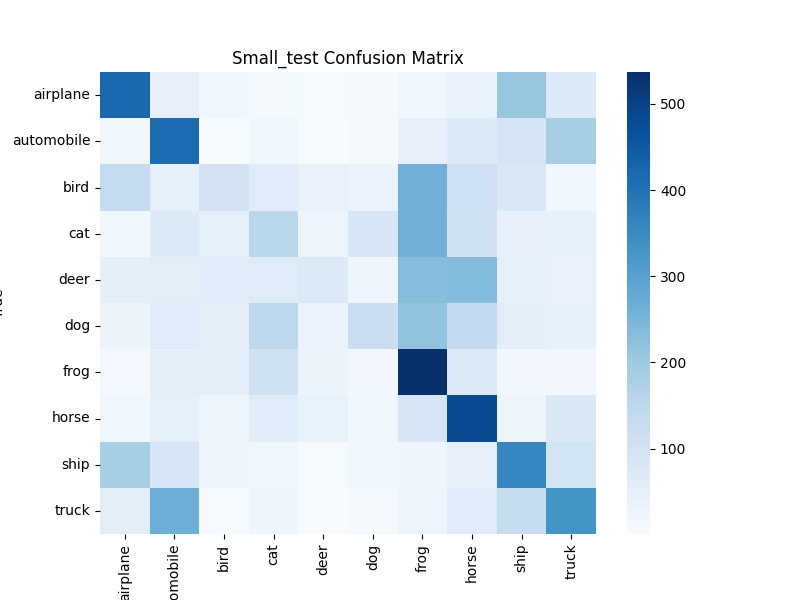 Small_test Confusion Matrix
airplane
automobile
bird
cat
deer
dog
frog
horse
ship
truck
500
400
300
200
100
airplane
omobile
bird
cat
deer
dog
frog
horse
ship
truck